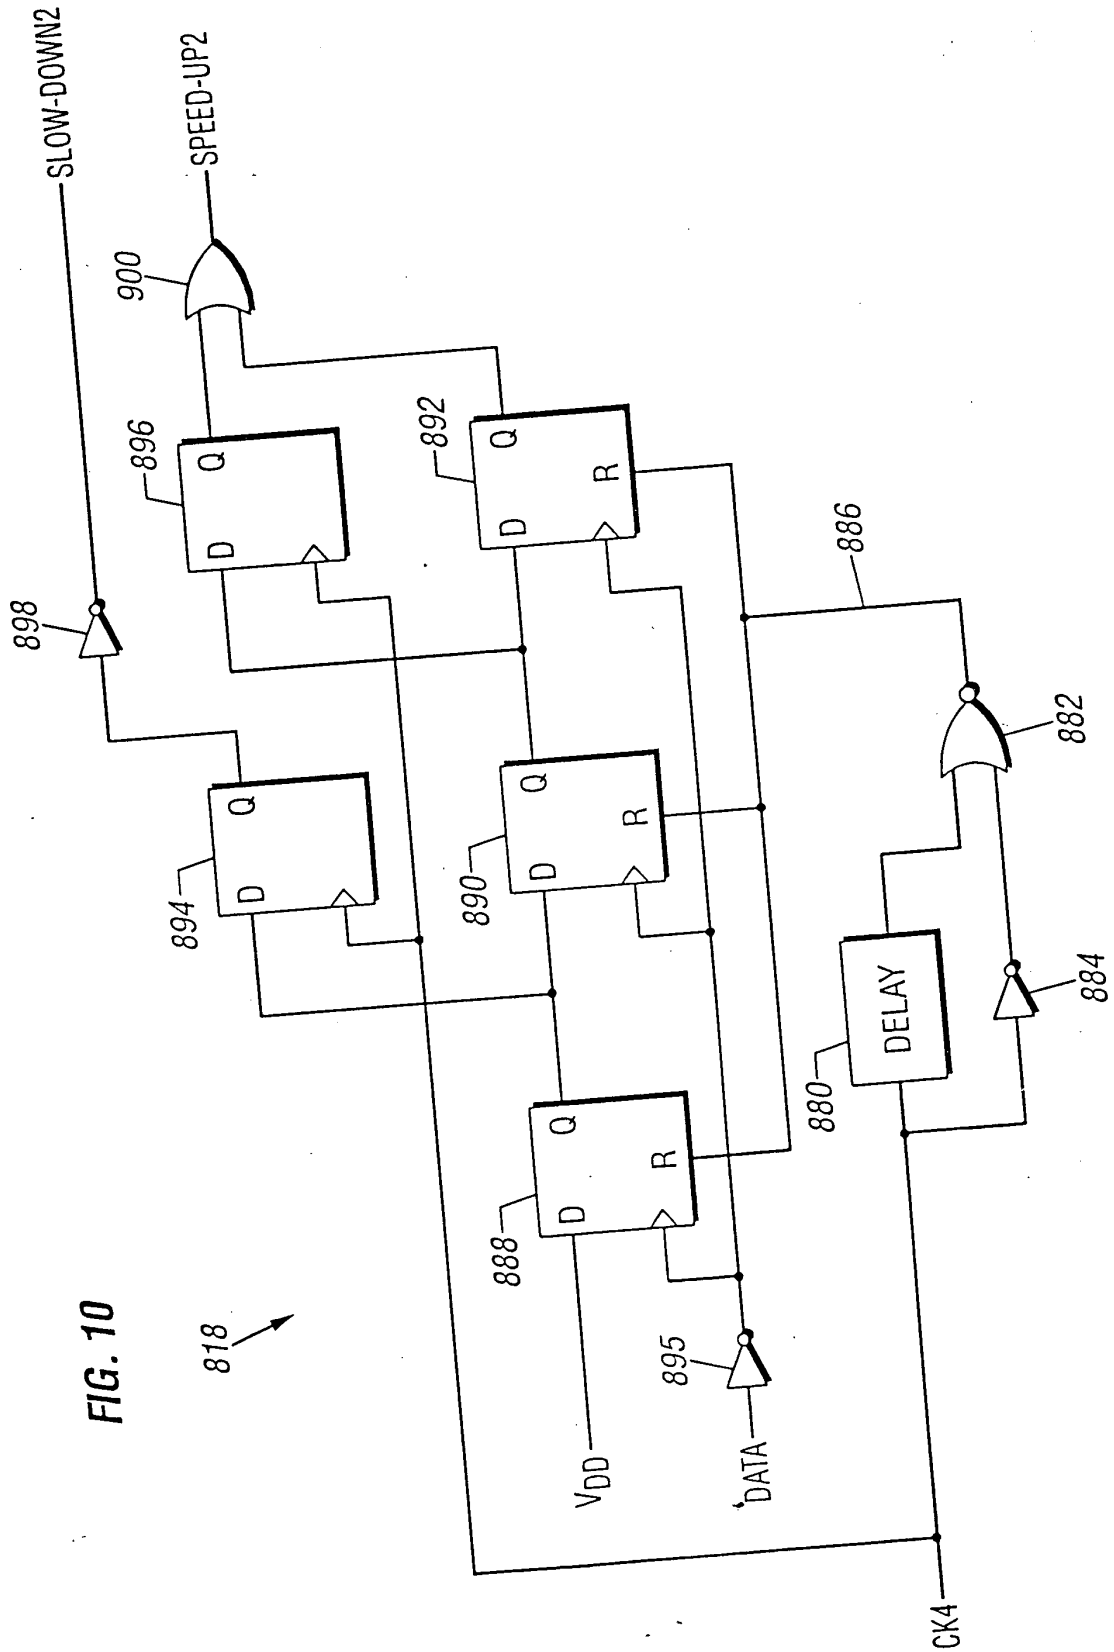 FIG. 10
818
SLOW-DOWN2
898
SPEED-UP2
900
896
D
Q
894
D
Q
892
D
Q
R
890
D
Q
R
888
D
Q
R
VDD
895
DATA
886
882
880
DELAY
884
CK4